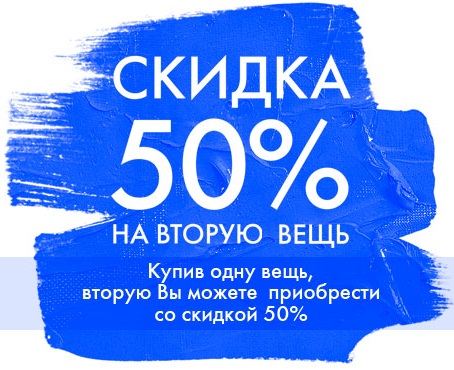 СКИДКА
50%
НА ВТОРУЮ ВЕЩЬ
Купив одну вещь,
вторую Вы можете приобрести
со скидкой 50%